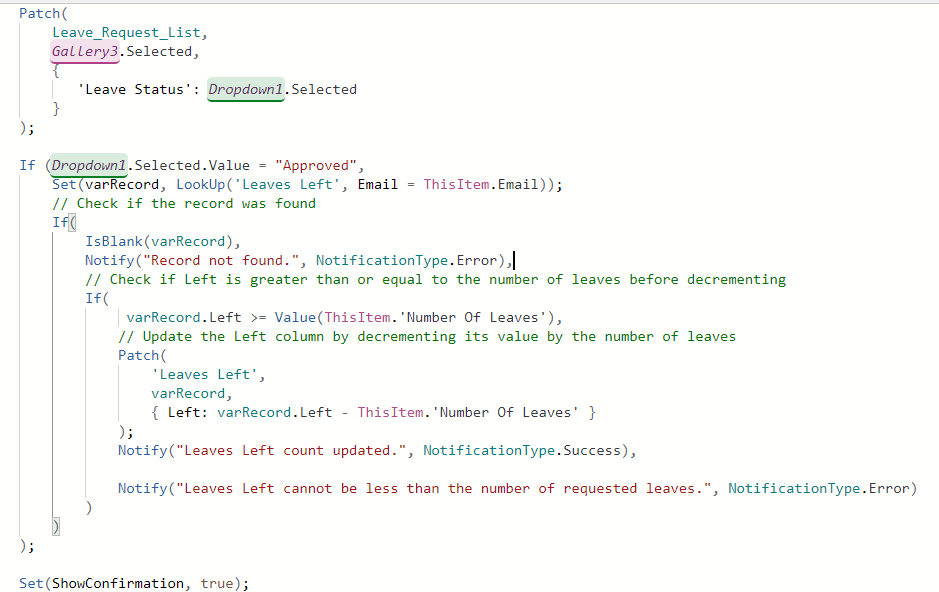 Patch(
Leave_Request_List,
Gallery3.Selected,
{
'Leave Status': Dropdown1.Selected
}
);
If (Dropdown1.Selected.Value = "Approved",
Set(varRecord, LookUp('Leaves Left', Email = ThisItem.Email));
// Check if the record was found
If(
IsBlank(varRecord),
Notify("Record not found.", NotificationType.Error),
// Check if Left is greater than or equal to the number of leaves before decrementing
If(
varRecord.Left >= Value(ThisItem.'Number Of Leaves'),
// Update the Left column by decrementing its value by the number of leaves
Patch(
'Leaves Left',
varRecord,
{ Left: varRecord.Left - ThisItem.'Number Of Leaves' }
);
Notify("Leaves Left count updated.", NotificationType.Success),
Notify("Leaves Left cannot be less than the number of requested leaves.", NotificationType.Error)
)
)
);
Set(ShowConfirmation, true);